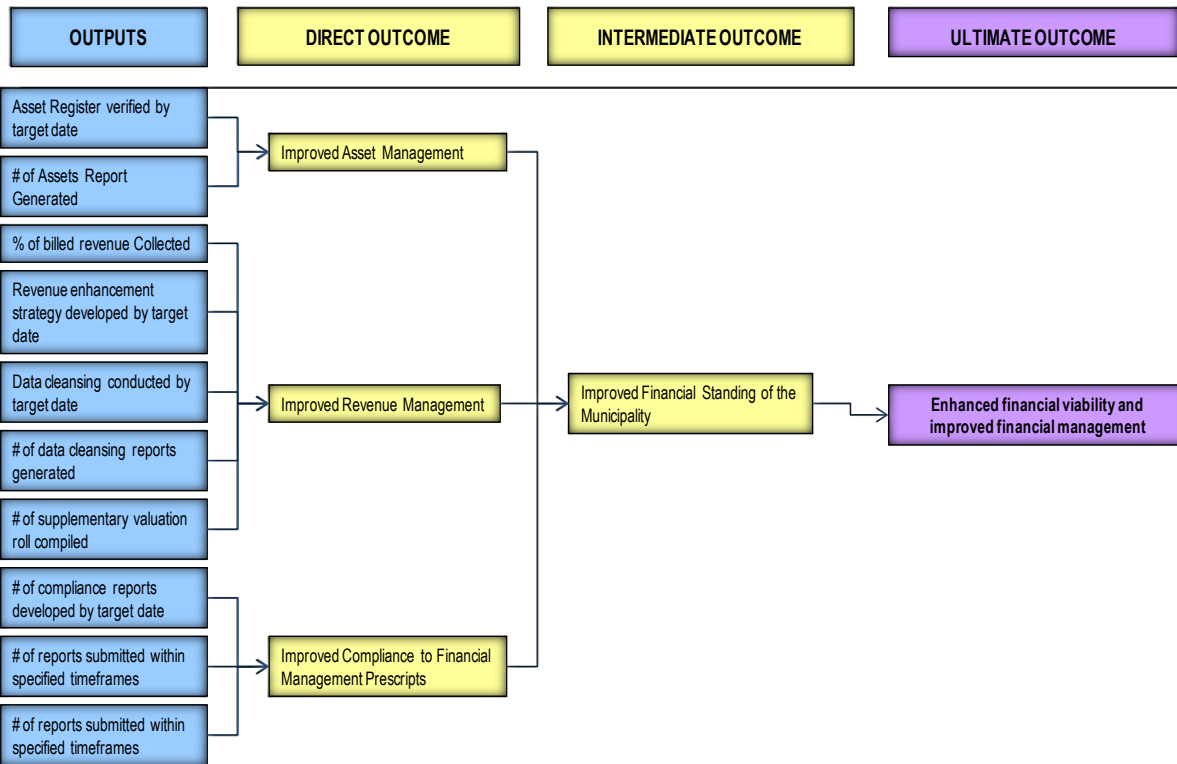 OUTPUTS
DIRECT OUTCOME
INTERMEDIATE OUTCOME
ULTIMATE OUTCOME
Asset Register verified by
target date
# of Assets Report
Generated
Improved Asset Management
% of billed revenue Collected
Revenue enhancement
strategy developed by target
date
Data cleansing conducted by
target date
# of data cleansing reports
generated
# of supplementary valuation
roll compiled
Improved Revenue Management
Improved Financial Standing of the
Municipality
Enhanced financial viability and
improved financial management
# of compliance reports
developed by target date
# of reports submitted within
specified timeframes
# of reports submitted within
specified timeframes
Improved Compliance to Financial
Management Prescripts